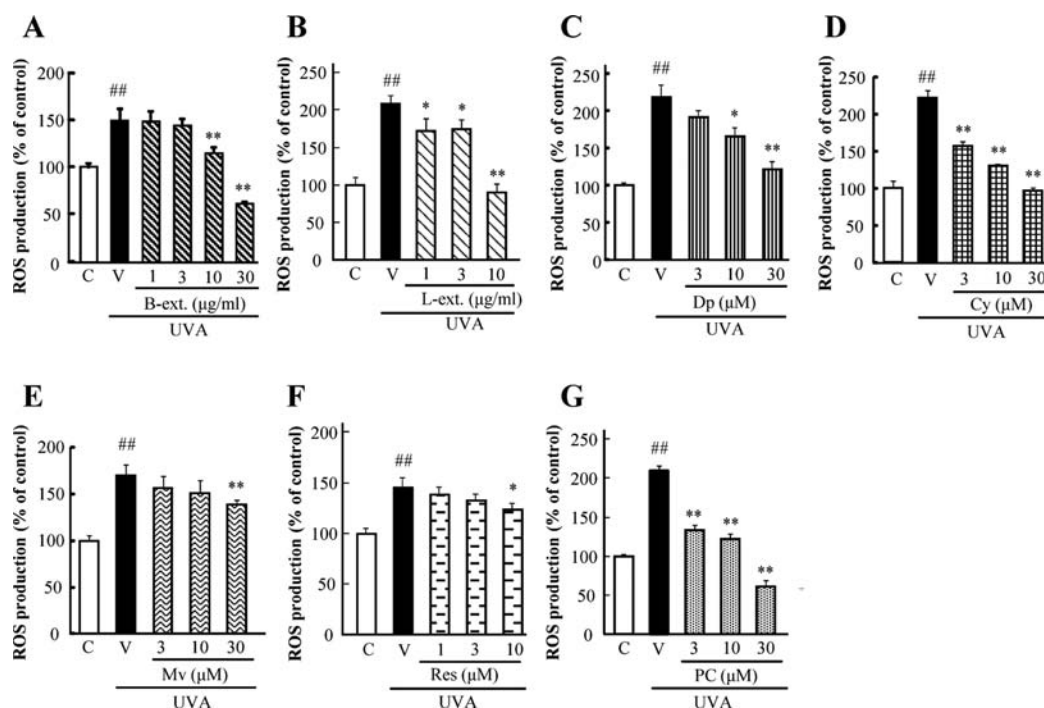 A
ROS production (% of control)
200
150
100
50
0
##
**
**
C V 1 3 10 30
B-ext. (μg/ml)
UVA
B
ROS production (% of control)
250
200
150
100
50
0
##
*
*
**
C V 1 3 10
L-ext. (μg/ml)
UVA
C
ROS production (% of control)
250
200
150
100
50
0
##
*
**
C V 3 10 30
Dp (μM)
UVA
D
ROS production (% of control)
250
200
150
100
50
0
##
**
**
**
C V 3 10 30
Cy (μM)
UVA
E
ROS production (% of control)
200
150
100
50
0
##
**
C V 3 10 30
Mv (μM)
UVA
F
ROS production (% of control)
200
150
100
50
0
##
*
C V 1 3 10
Res (μM)
UVA
G
ROS production (% of control)
250
200
150
100
50
0
##
**
**
**
C V 3 10 30
PC (μM)
UVA